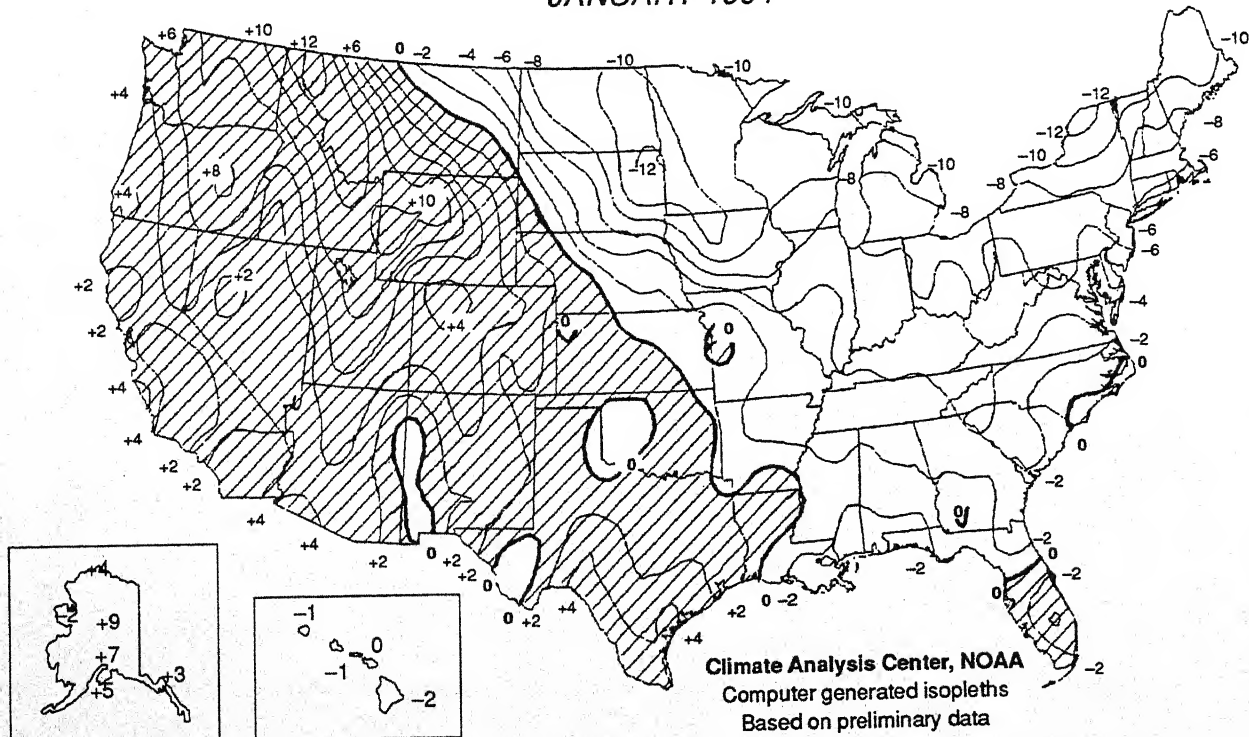 +6 +10 +12 +6 0 -2 -4 -6 -8 -10 -10 -10
-12 -10
+4 -12 -8
-10 -6
+8 -12 -10 -8 -8
+4 +10 -8 -6
-6
+2 +2 -4
+2 +4 0 0 -2
0
+4
+4 0 0
+2 -2
+4 0
+4 0 +2 -2 0
+4 +2 +2 -2 -2
-2 0 0 +4 +2 0 -2 0
+9 -1 0 +2
+7 0 +4
+5 +3 -1 -2 -2
Climate Analysis Center, NOAA
Computer generated isopleths
Based on preliminary data